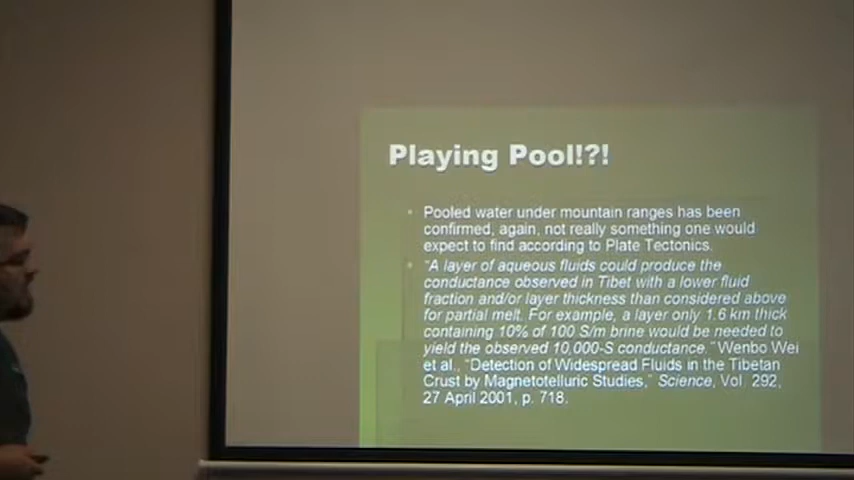 Playing Pool!?!
• Pooled water under mountain ranges has been
confirmed, again, not really something one would
expect to find according to Plate Tectonics.
• "A layer of aqueous fluids could produce the
conductance observed in Tibet with a lower fluid
fraction and/or layer thickness than considered above
for partial melt. For example, a layer only 1.6 km thick
containing 10% of 100 S/m brine would be needed to
yield the observed 10,000-S conductance." Wenbo Wei
et al., "Detection of Widespread Fluids in the Tibetan
Crust by Magnetotelluric Studies," Science, Vol. 292,
27 April 2001, p. 718.